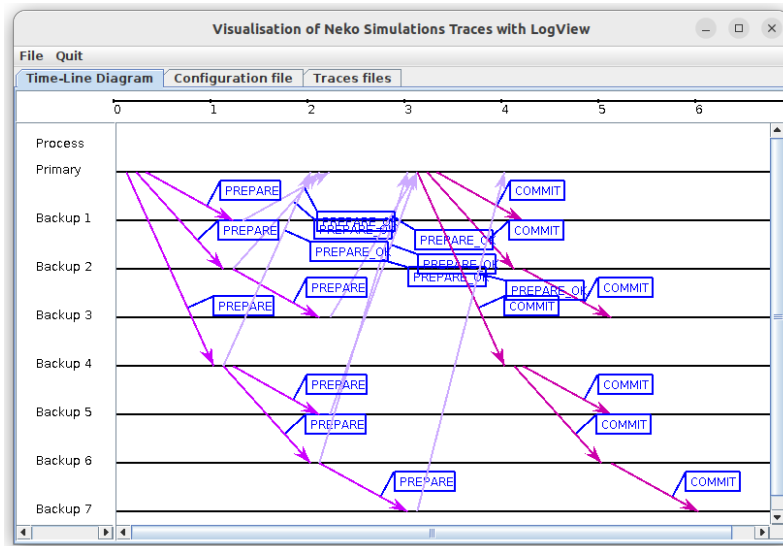 Visualisation of Neko Simulations Traces with LogView
File Quit
Time-Line Diagram Configuration file Traces files
0 1 2 3 4 5 6
Process
Primary
PREPARE COMMIT
Backup 1
PREPARE PREPARE_OK PREPARE_OK PREPARE_OK COMMIT
PREPARE_OK
Backup 2 PREPARE_OK
PREPARE_OK
PREPARE PREPARE_OK COMMIT
PREPARE COMMIT
Backup 3
Backup 4
PREPARE COMMIT
Backup 5
PREPARE COMMIT
Backup 6
PREPARE COMMIT
Backup 7